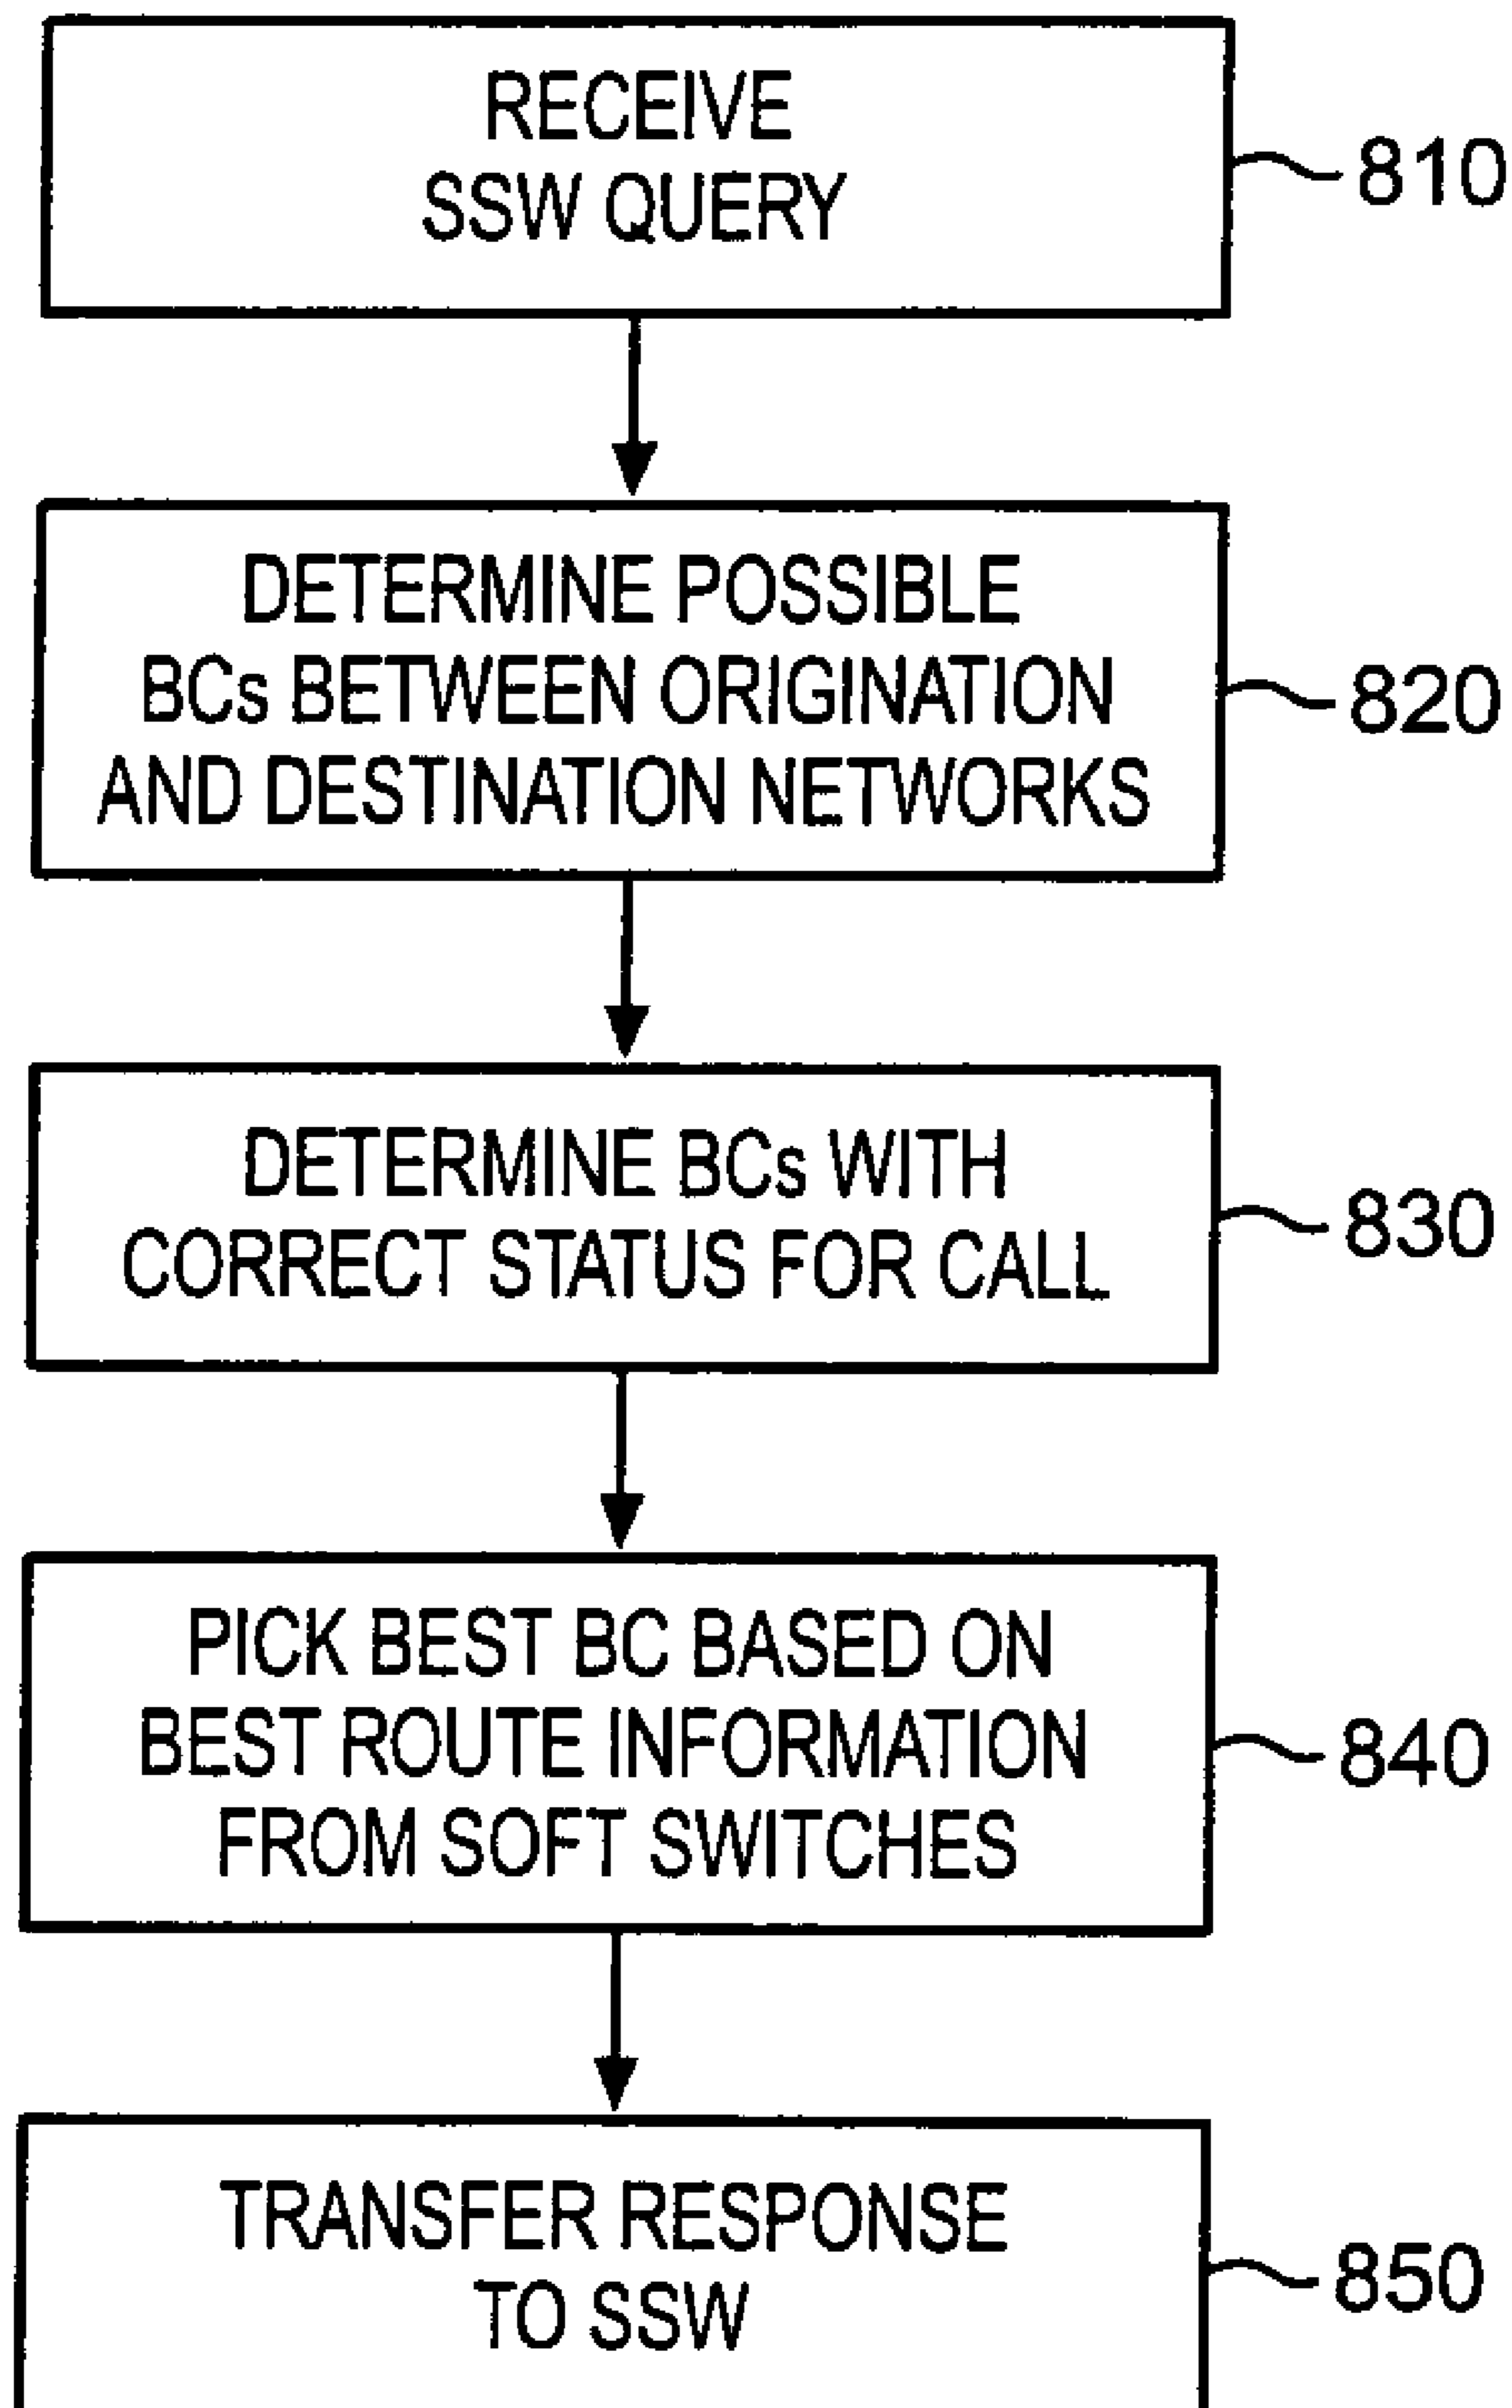 RECEIVE
SSW QUERY
810
DETERMINE POSSIBLE
BCs BETWEEN ORIGINATION
AND DESTINATION NETWORKS
820
DETERMINE BCs WITH
CORRECT STATUS FOR CALL
830
PICK BEST BC BASED ON
BEST ROUTE INFORMATION
FROM SOFT SWITCHES
840
TRANSFER RESPONSE
TO SSW
850